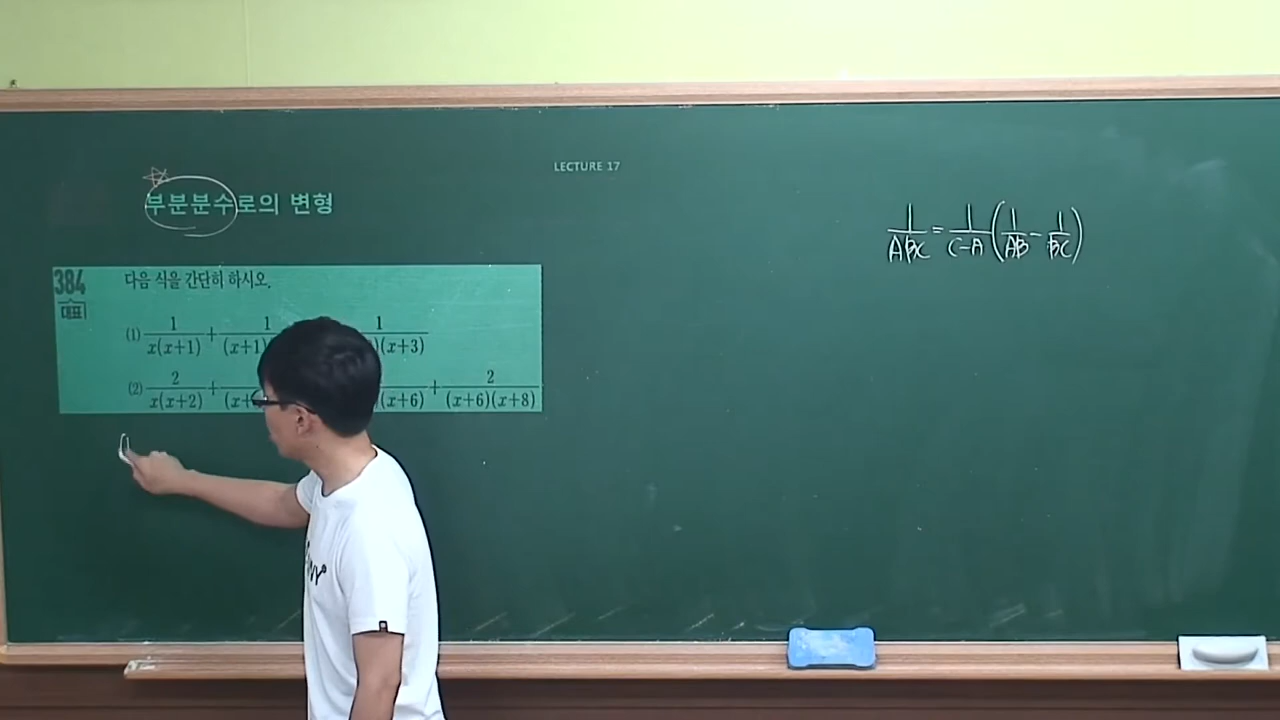 LECTURE 17
부분분수로의 변형
384
대표
다음 식을 간단히 하시오.
(1) 1/x(x+1) + 1/(x+1) 1/(x+3)
(2) 2/x(x+2) + (x+ (x+6) + 2/(x+6)(x+8)
1/ABC = 1/C-A (1/AB - 1/BC)